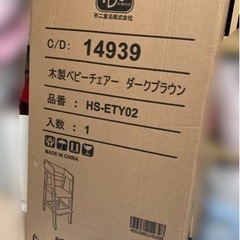 不二貿易株式会社
C/D: 14939
木製ベビーチェアー ダークブラウン
品番 : HS-ETY02
入数 : 1
MADE IN CHINA